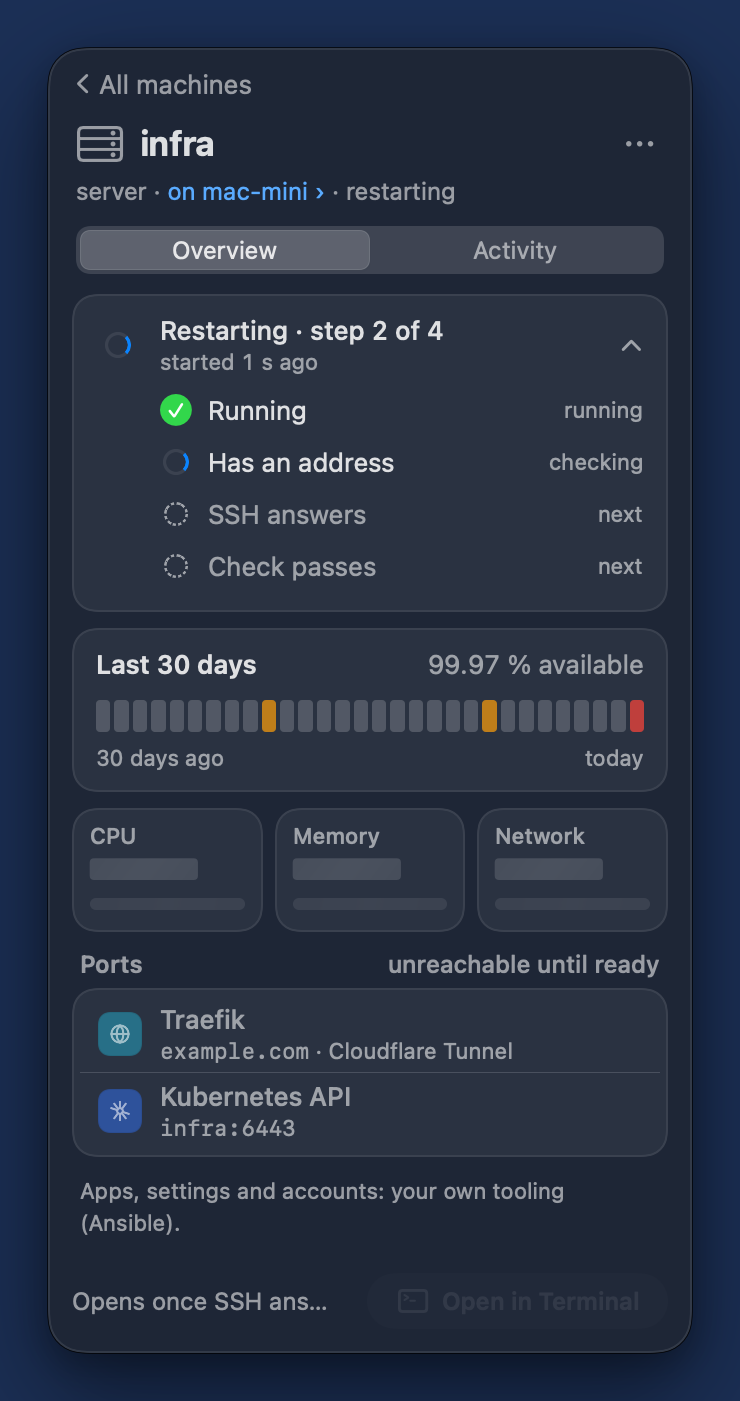 All machines
infra
server · on mac-mini › · restarting
Overview
Activity
Restarting · step 2 of 4
started 1 s ago
Running
running
Has an address
checking
SSH answers
next
Check passes
next
Last 30 days
99.97 % available
30 days ago
today
CPU
Memory
Network
Ports
unreachable until ready
Traefik
example.com · Cloudflare Tunnel
Kubernetes API
infra:6443
Apps, settings and accounts: your own tooling
(Ansible).
Opens once SSH ans...
Open in Terminal